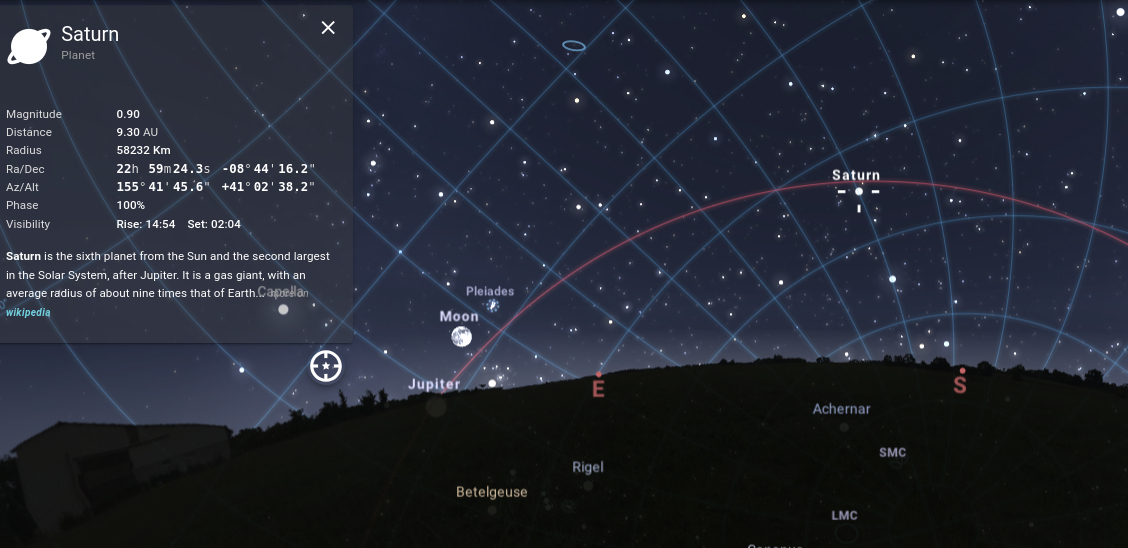 Saturn
Planet
Magnitude 0.90
Distance 9.30 AU
Radius 58232 Km
Ra/Dec 22h 59m24.3s -08°44'16.2"
Az/Alt 155°41'45.6" +41°02'38.2"
Phase 100%
Visibility Rise: 14:54 Set: 02:04
Saturn is the sixth planet from the Sun and the second largest
in the Solar System, after Jupiter. It is a gas giant, with an
average radius of about nine times that of Earth... more on
wikipedia
Capella
Saturn
Pleiades
Moon
Jupiter
E
S
Achernar
SMC
Rigel
Betelgeuse
LMC